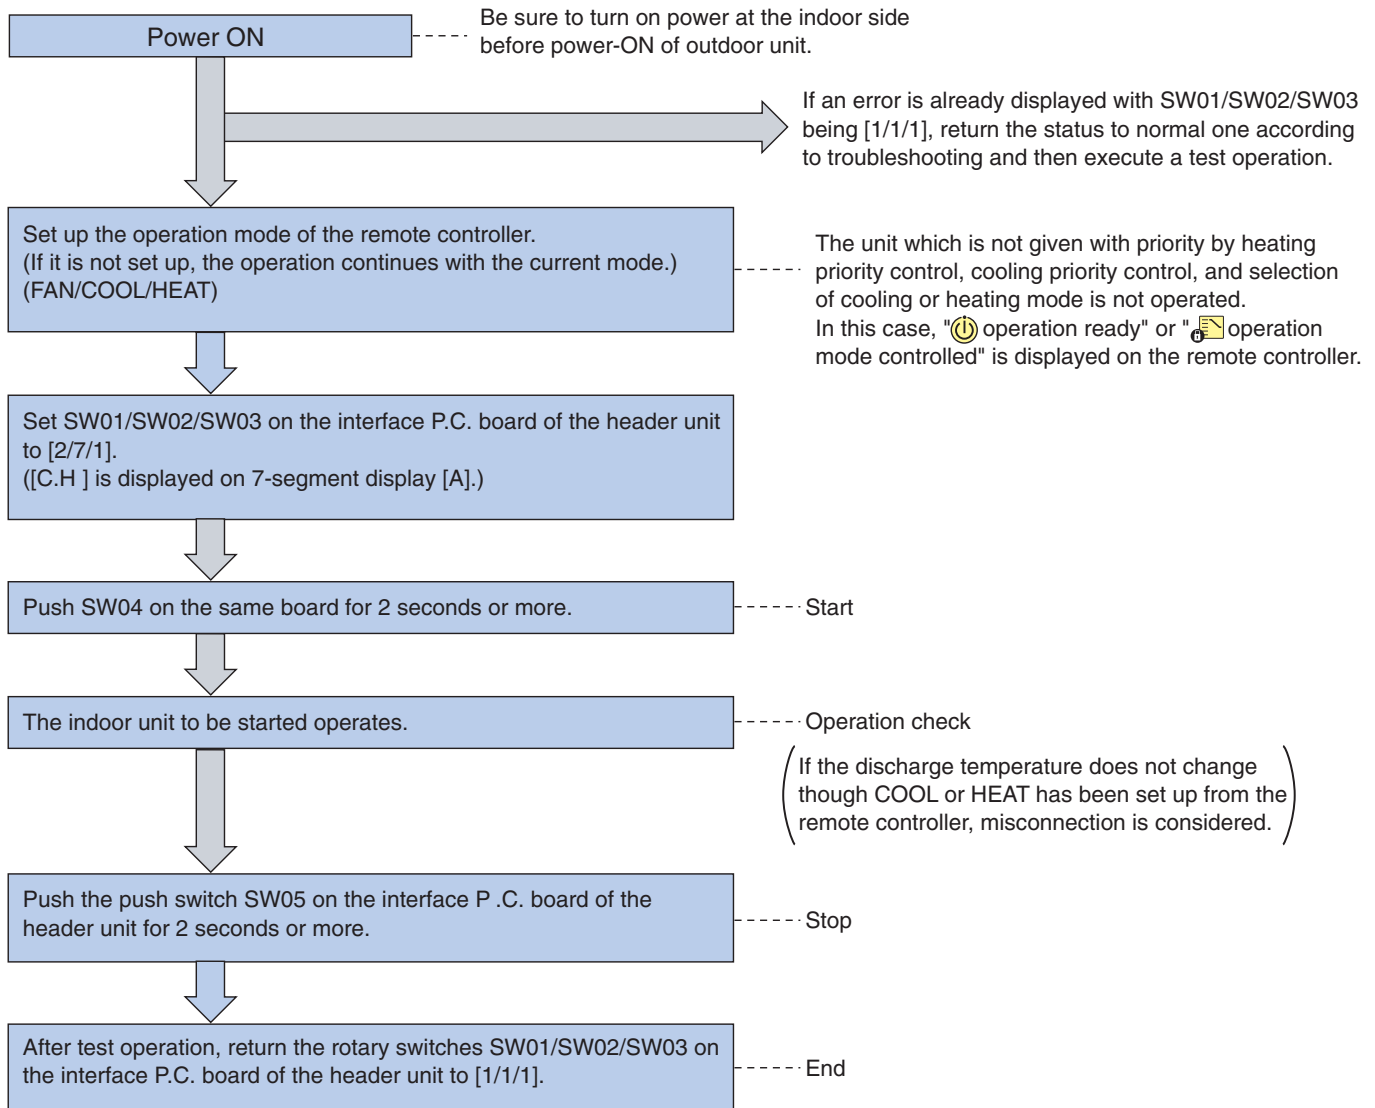 Power ON
Be sure to turn on power at the indoor side
before power-ON of outdoor unit.
If an error is already displayed with SW01/SW02/SW03
being [1/1/1], return the status to normal one according
to troubleshooting and then execute a test operation.
Set up the operation mode of the remote controller.
(If it is not set up, the operation continues with the current mode.)
(FAN/COOL/HEAT)
The unit which is not given with priority by heating
priority control, cooling priority control, and selection
of cooling or heating mode is not operated.
In this case, " operation ready" or " operation
mode controlled" is displayed on the remote controller.
Set SW01/SW02/SW03 on the interface P.C. board of the header unit
to [2/7/1].
([C.H ] is displayed on 7-segment display [A].)
Push SW04 on the same board for 2 seconds or more.
Start
The indoor unit to be started operates.
Operation check
If the discharge temperature does not change
though COOL or HEAT has been set up from the
remote controller, misconnection is considered.
Push the push switch SW05 on the interface P .C. board of the
header unit for 2 seconds or more.
Stop
After test operation, return the rotary switches SW01/SW02/SW03 on
the interface P.C. board of the header unit to [1/1/1].
End